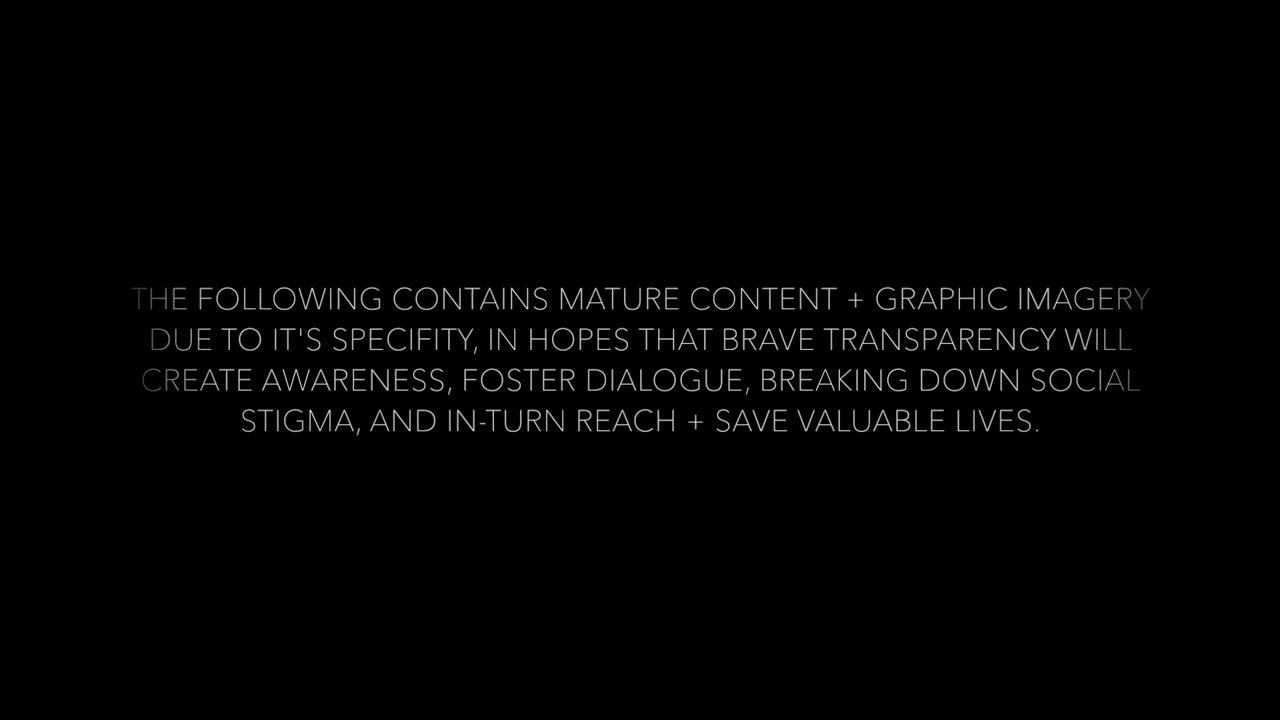 THE FOLLOWING CONTAINS MATURE CONTENT + GRAPHIC IMAGERY
DUE TO IT'S SPECIFITY, IN HOPES THAT BRAVE TRANSPARENCY WILL
CREATE AWARENESS, FOSTER DIALOGUE, BREAKING DOWN SOCIAL
STIGMA, AND IN-TURN REACH + SAVE VALUABLE LIVES.